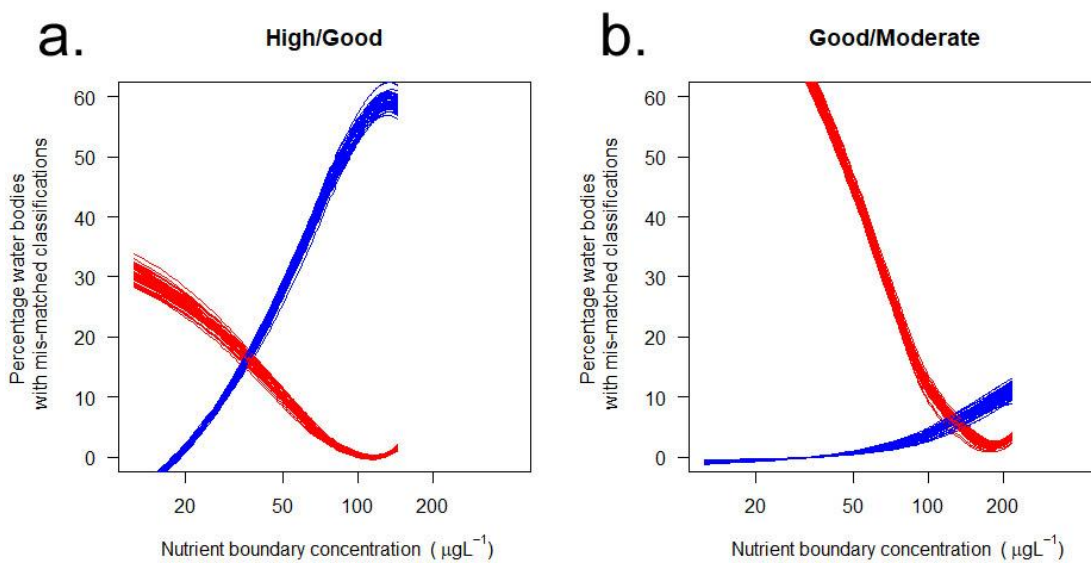 a.
High/Good
Percentage water bodies
with mis-matched classifications
60
50
40
30
20
10
0
20 50 100 200
Nutrient boundary concentration ( μgL⁻¹)
b.
Good/Moderate
Percentage water bodies
with mis-matched classifications
60
50
40
30
20
10
0
20 50 100 200
Nutrient boundary concentration ( μgL⁻¹)